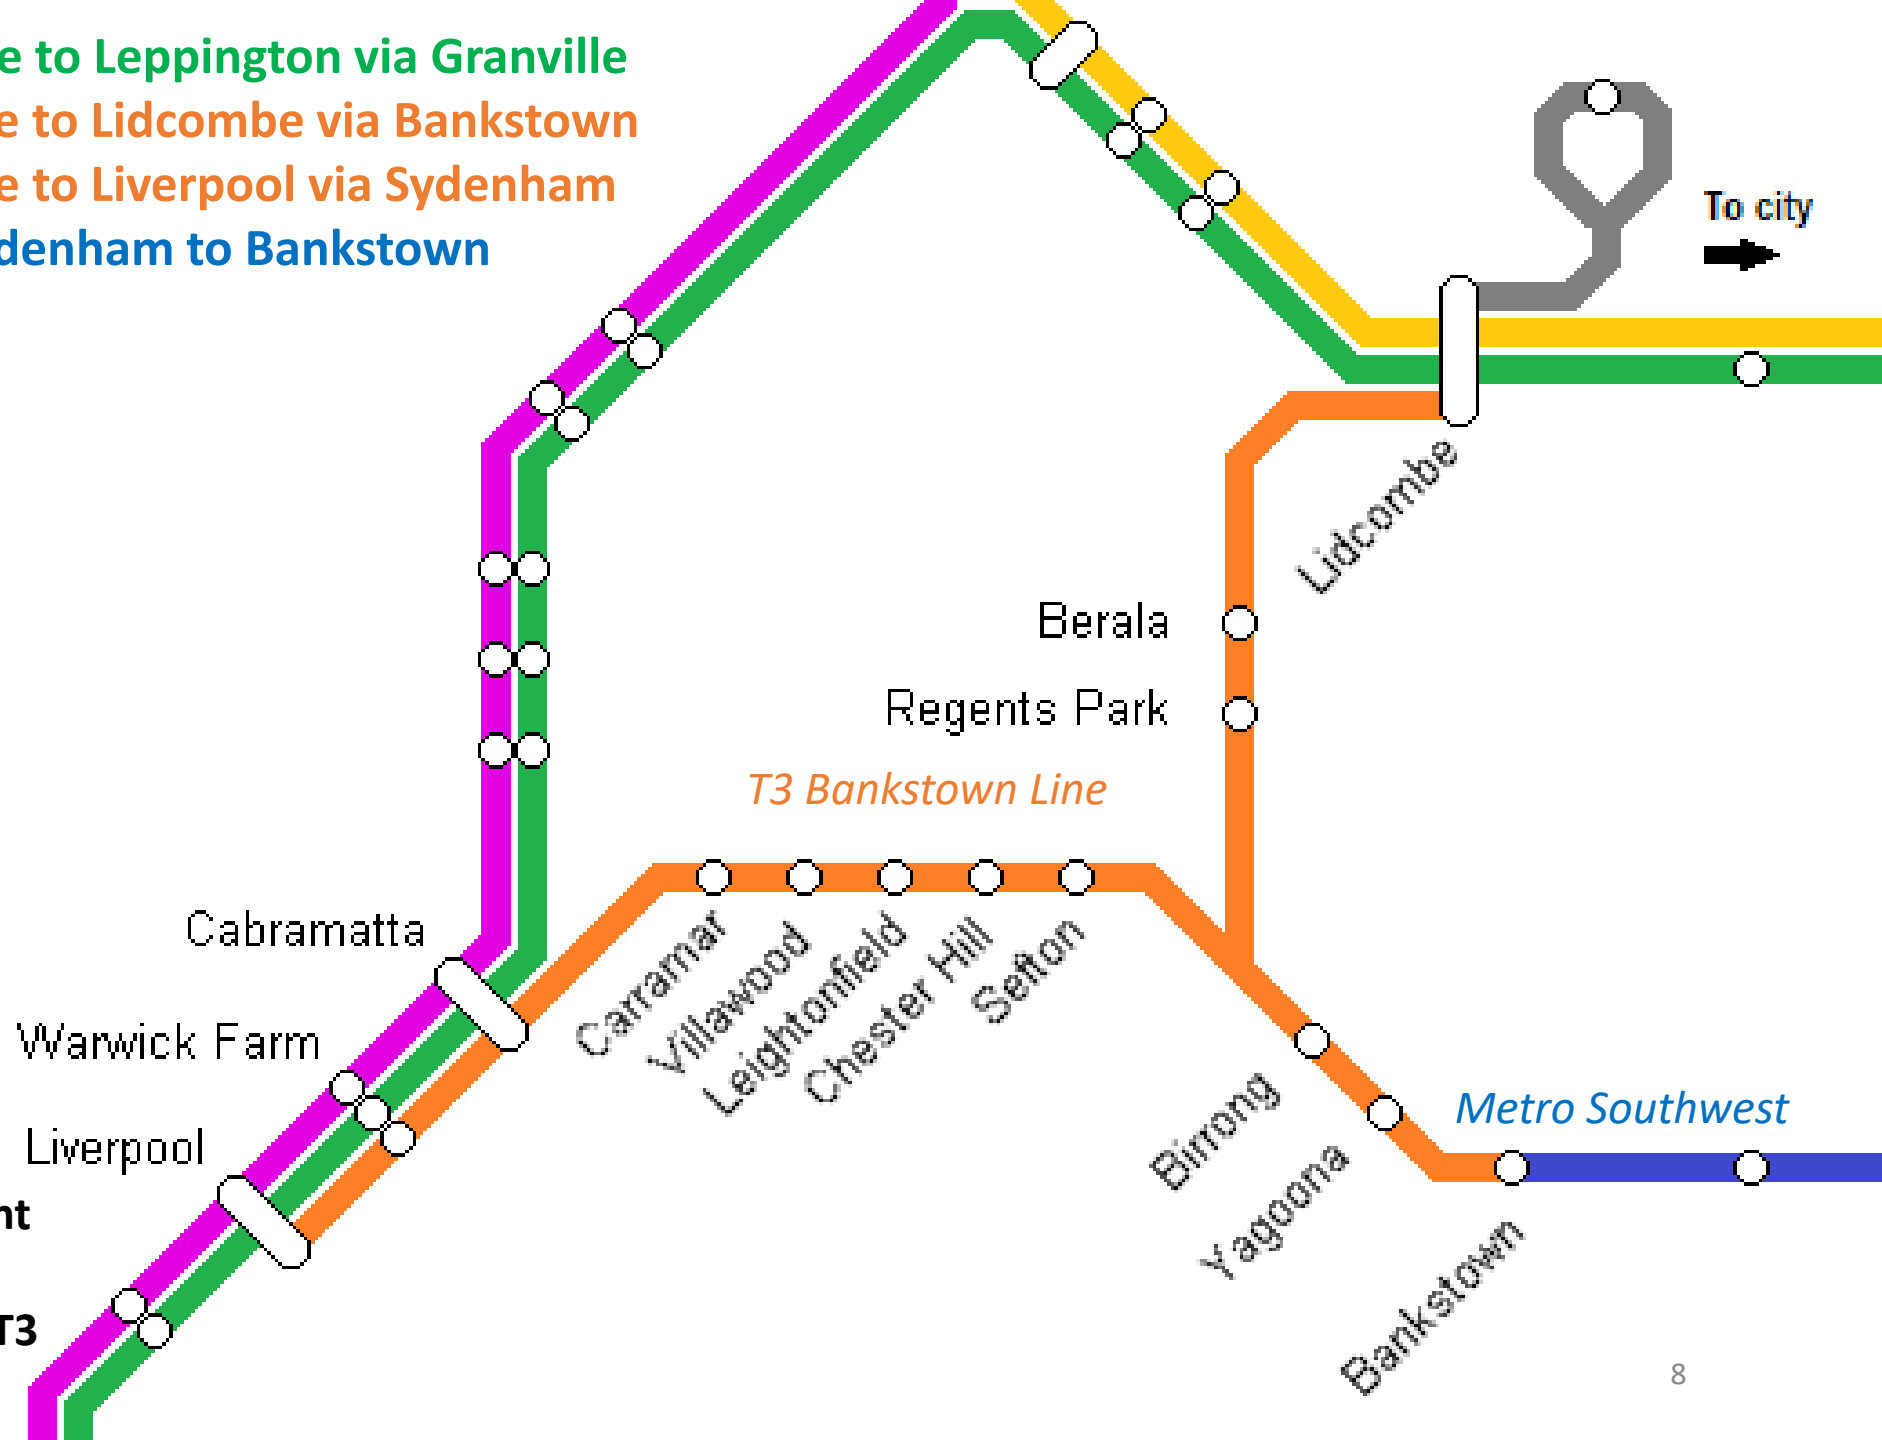 e to Leppington via Granville
e to Lidcombe via Bankstown
e to Liverpool via Sydenham
denham to Bankstown
To city
Lidcombe
Berala
Regents Park
T3 Bankstown Line
Cabramatta
Warwick Farm
Liverpool
Carramar
Villawood
Leightonfield
Chester Hill
Sefton
Birrong
Yagoona
Bankstown
Metro Southwest
nt
T3
8